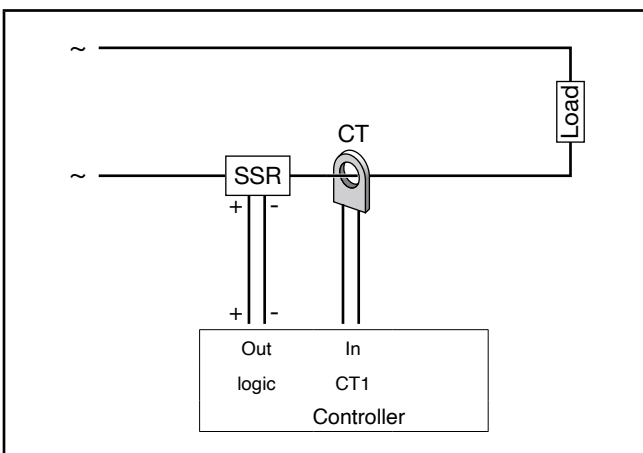 ~
Load
CT
~
SSR
+ -
+ -
Out In
logic CT1
Controller